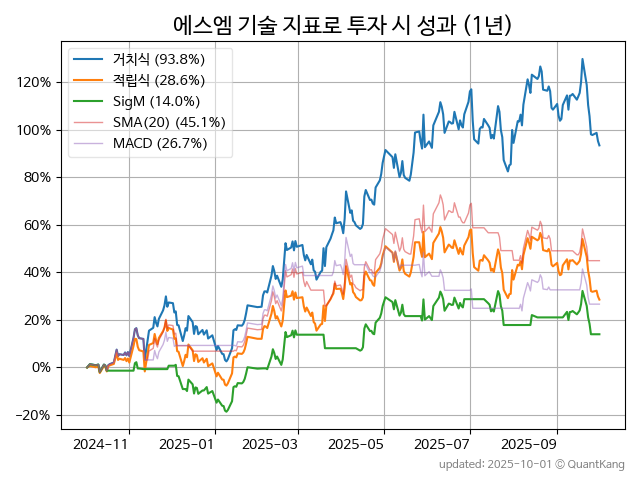 에스엠 기술 지표로 투자 시 성과 (1년)
거치식 (93.8%)
적립식 (28.6%)
SigM (14.0%)
SMA(20) (45.1%)
MACD (26.7%)
120%
100%
80%
60%
40%
20%
0%
−20%
2024-11 2025-01 2025-03 2025-05 2025-07 2025-09
updated: 2025-10-01 © QuantKang